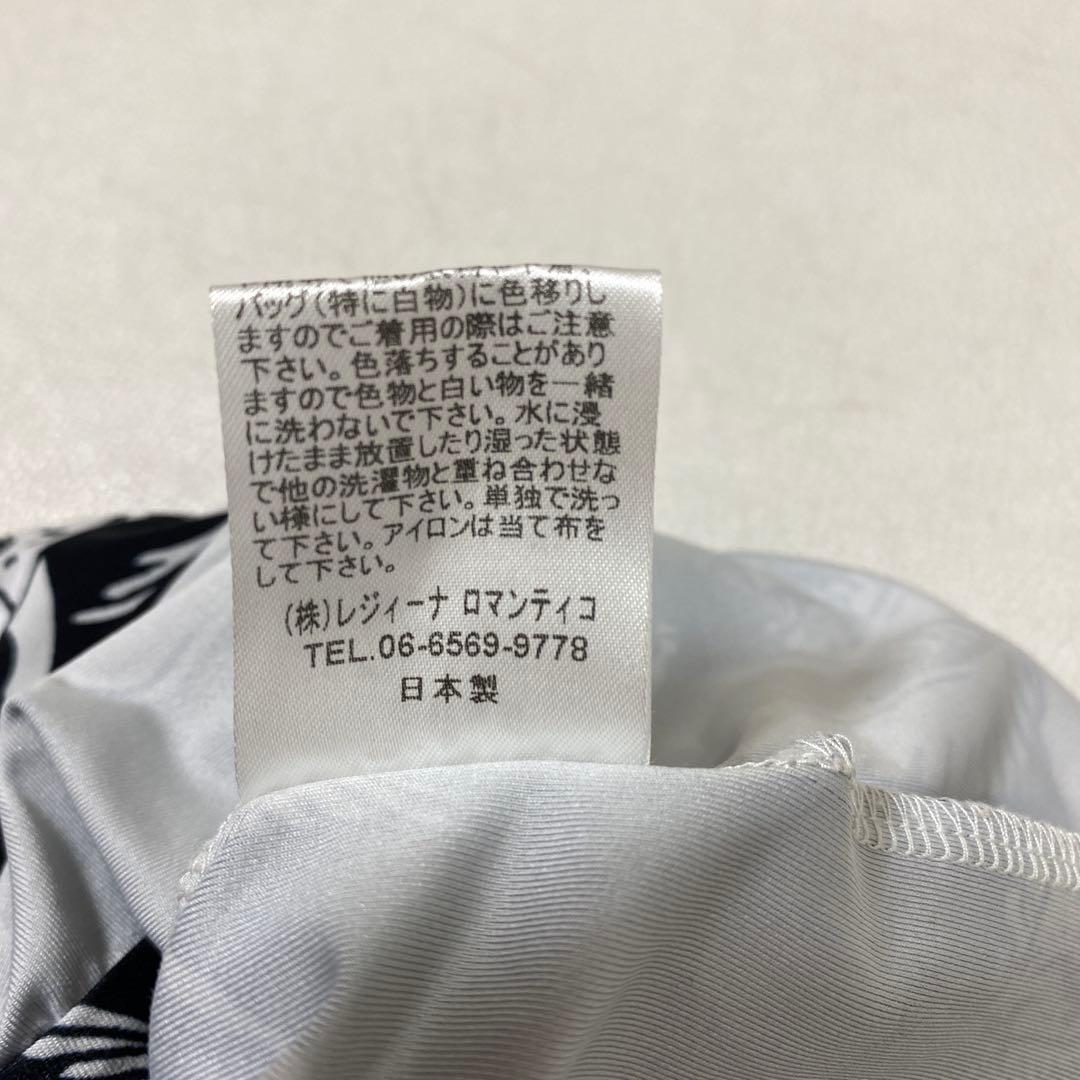 バッグ(特に白物)に色移りし
ますのでご着用の際はご注意
下さい。色落ちすることがあり
ますので色物と白い物を一緒
に洗わないで下さい。水に浸
けたまま放置したり湿った状態
で他の洗濯物と重ね合わせな
い様にして下さい。単独で洗っ
て下さい。アイロンは当て布を
して下さい。
(株)レジィーナ ロマンティコ
TEL.06-6569-9778
日本製